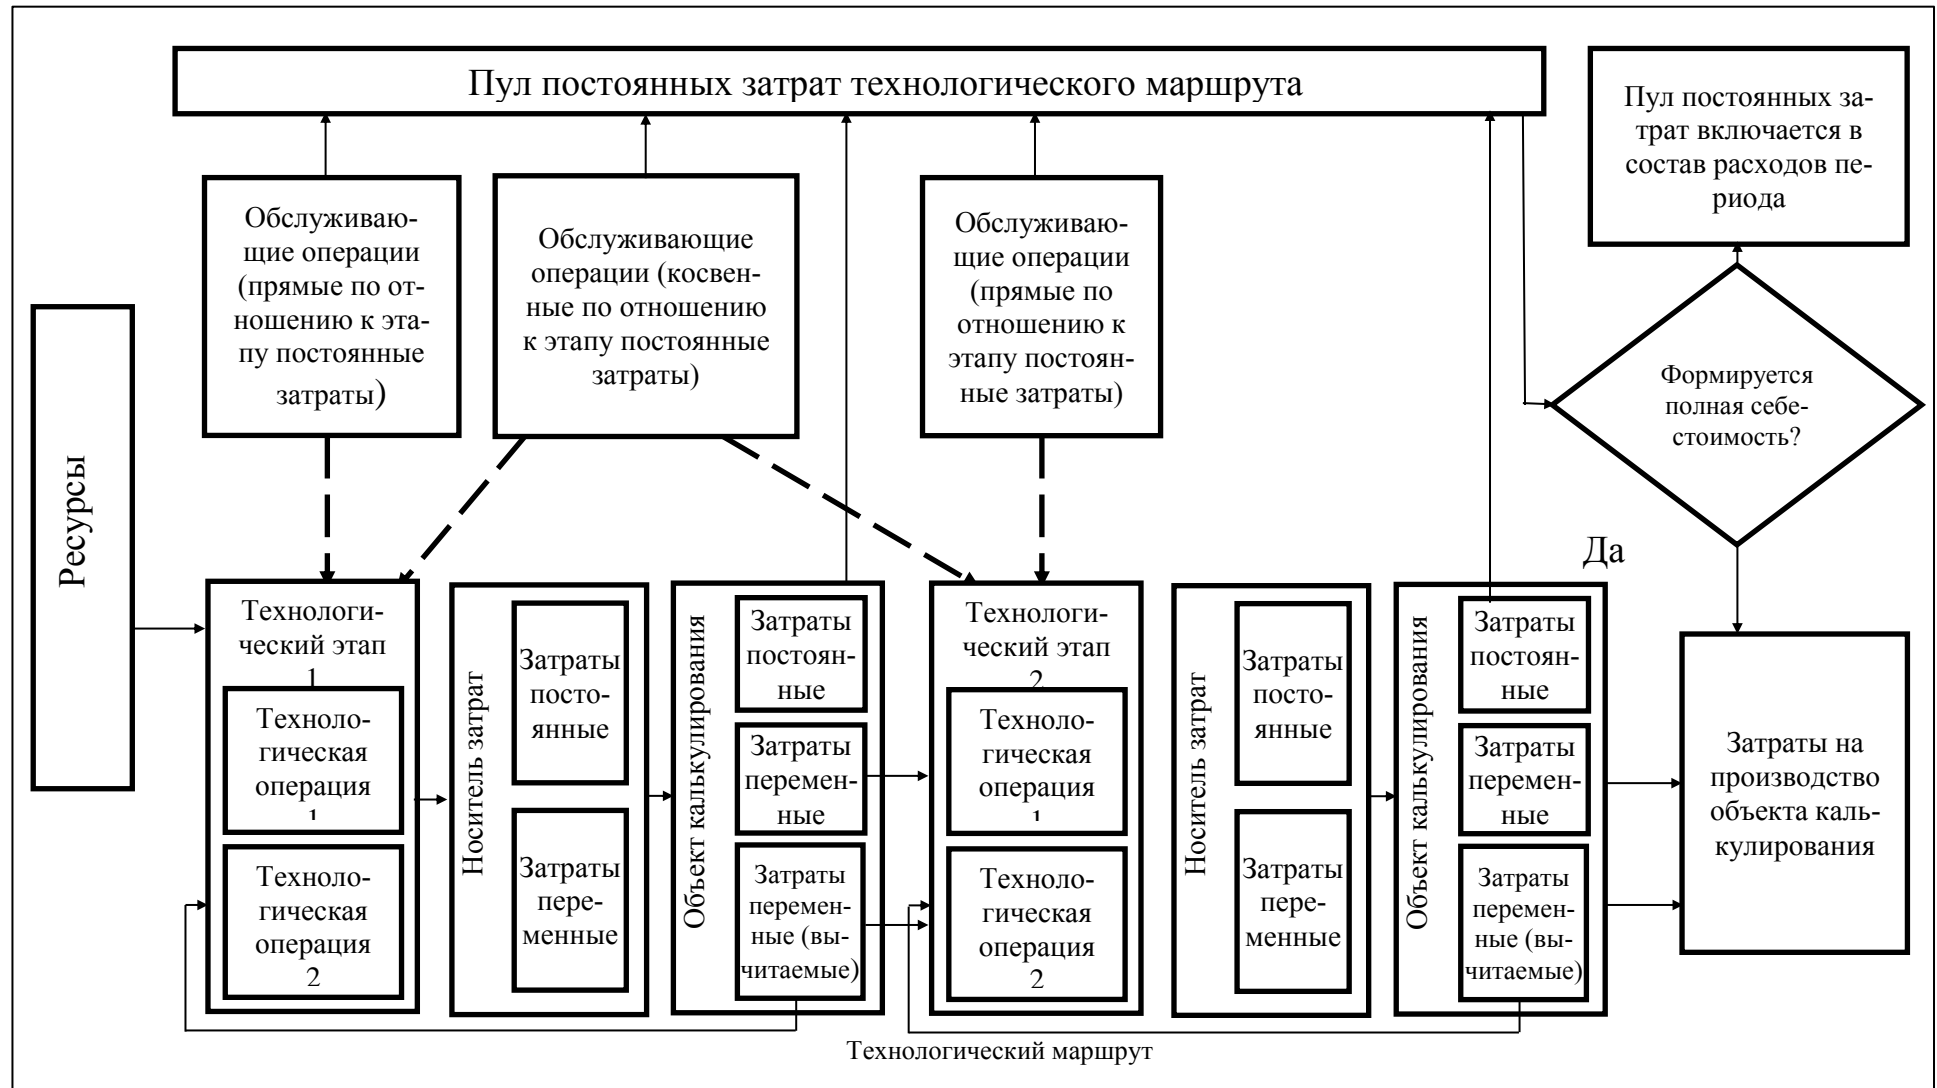 Пул постоянных затрат технологического маршрута
Пул постоянных за-
трат включается в
состав расходов пе-
риода
Обслуживаю-
щие операции
(прямые по от-
ношению к эта-
пу постоянные
затраты)
Обслуживающие
операции (косвен-
ные по отношению
к этапу постоянные
затраты)
Обслуживаю-
щие операции
(прямые по
отношению к
этапу постоян-
ные затраты)
Формируется
полная себе-
стоимость?
Да
Ресурсы
Технологи-
ческий этап
1
Техноло-
гическая
операция
1
Техноло-
гическая
операция
2
Носитель затрат
Затраты
посто-
янные
Затраты
пере-
менные
Объект калькулирования
Затраты
постоян-
ные
Затраты
перемен-
ные
Затраты
перемен-
ные (вы-
читаемые)
Технологи-
ческий этап
2
Техноло-
гическая
операция
1
Техноло-
гическая
операция
2
Носитель затрат
Затраты
посто-
янные
Затраты
пере-
менные
Объект калькулирования
Затраты
постоян-
ные
Затраты
перемен-
ные
Затраты
перемен-
ные (вы-
читаемые)
Затраты на
производство
объекта каль-
кулирования
Технологический маршрут